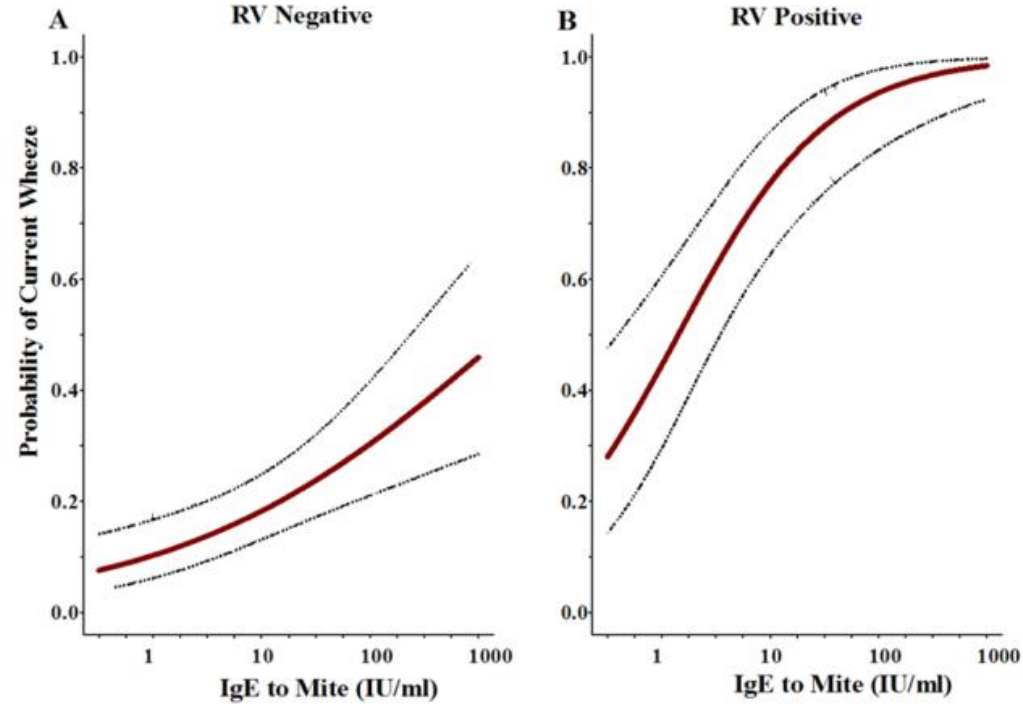 A
RV Negative
B
RV Positive
Probability of Current Wheeze
1.0
0.8
0.6
0.4
0.2
0.0
1 10 100 1000
IgE to Mite (IU/ml)
1.0
0.8
0.6
0.4
0.2
0.0
1 10 100 1000
IgE to Mite (IU/ml)